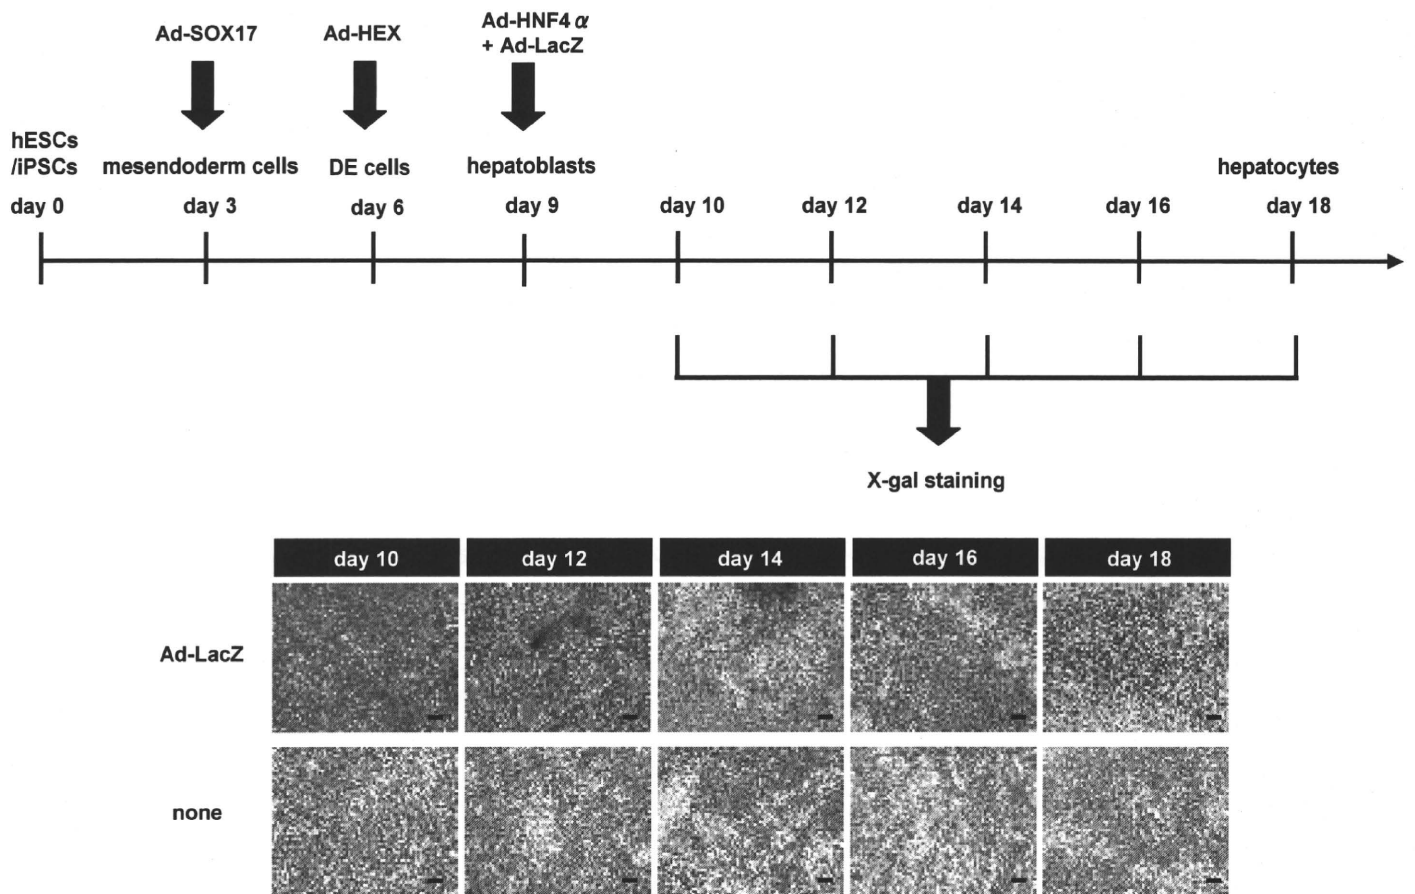 Ad-SOX17
Ad-HEX
Ad-HNF4 α
+ Ad-LacZ
hESCs
/iPSCs
mesendoderm cells
DE cells
hepatoblasts
hepatocytes
day 0
day 3
day 6
day 9
day 10
day 12
day 14
day 16
day 18
X-gal staining
day 10
day 12
day 14
day 16
day 18
Ad-LacZ
none